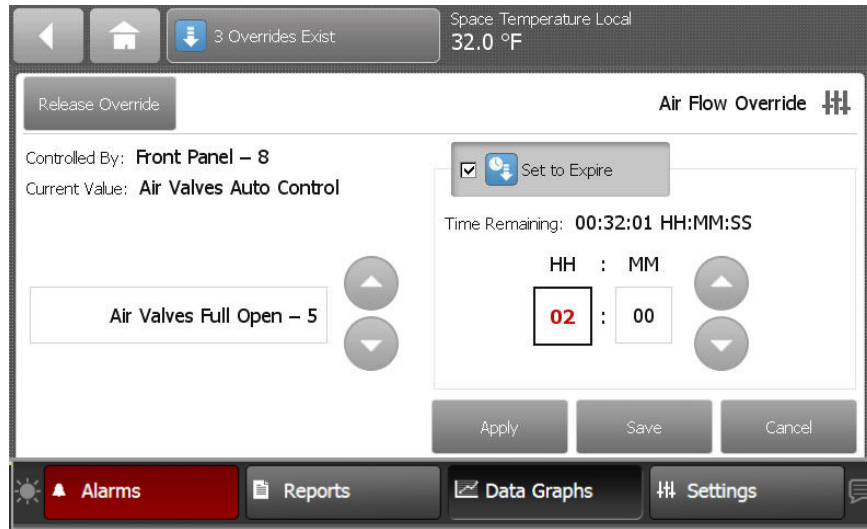 3 Overrides Exist
Space Temperature Local
32.0 °F
Release Override
Air Flow Override
Controlled By: Front Panel – 8
Current Value: Air Valves Auto Control
Set to Expire
Time Remaining: 00:32:01 HH:MM:SS
HH : MM
Air Valves Full Open – 5
02 : 00
Apply
Save
Cancel
Alarms
Reports
Data Graphs
Settings